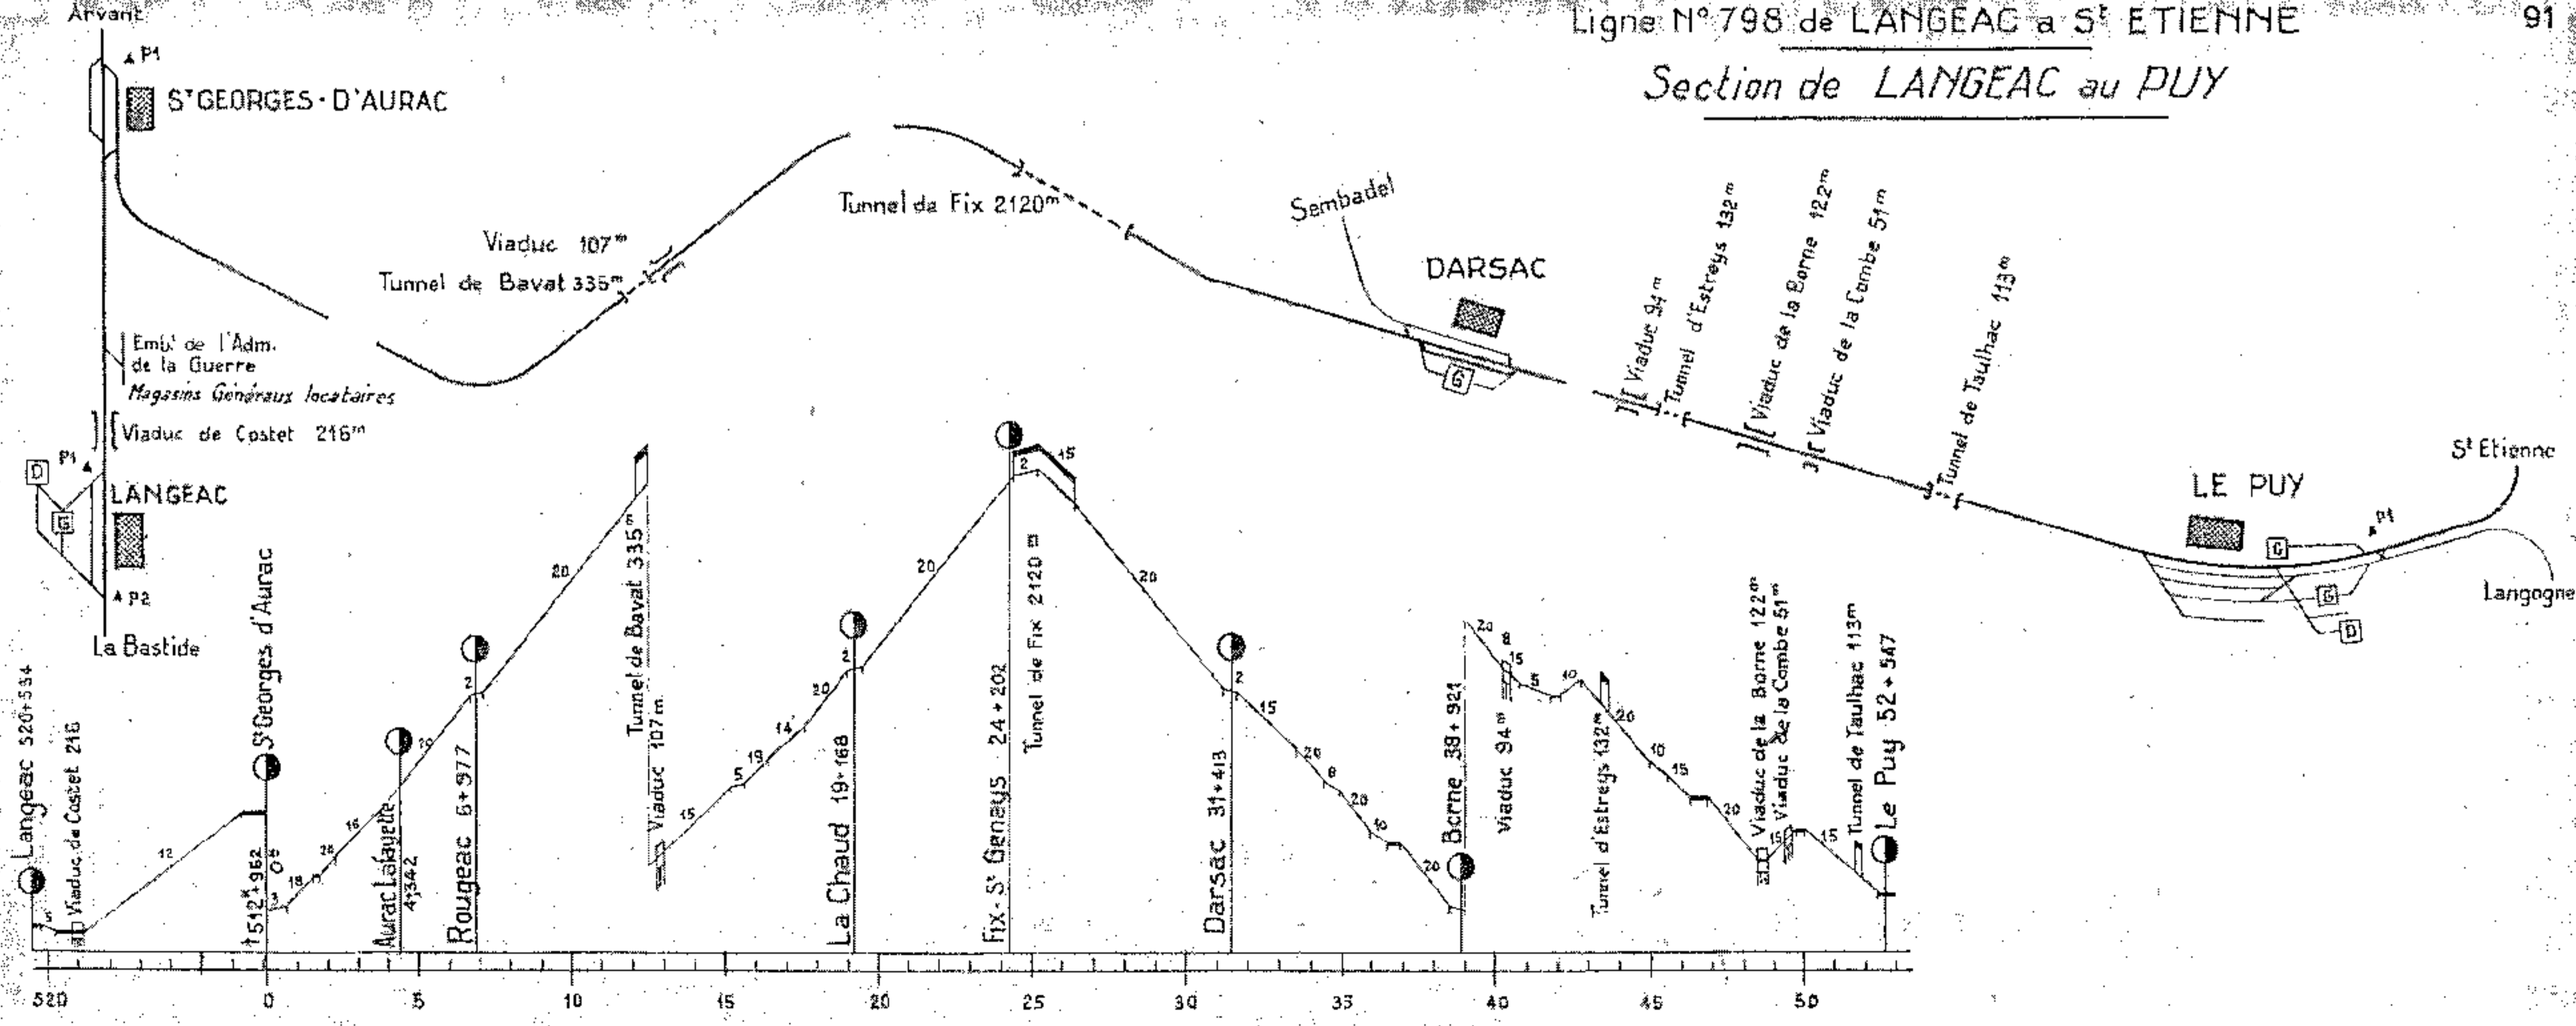 Ligne N° 798 de LANGEAC a St ETIENNE
91
Section de LANGEAC au PUY
Arvant
P1
St GEORGES-D'AURAC
Emb.t de l'Adm.
de la Guerre
Magasins Généraux locataires
Viaduc de Costet 216m
D
P1
LANGEAC
G
P2
La Bastide
Viaduc 107m
Tunnel de Bavat 335m
Tunnel de Fix 2120m
Sembadel
DARSAC
G
Viaduc 94m
Tunnel d'Estreys 132m
Viaduc de la Borne 122m
Viaduc de la Combe 51m
Tunnel de Taulhac 113m
LE PUY
P1
G
G
D
St Etienne
Langogne
Langeac 520+534
Viaduc de Costet 216
12
St Georges d'Aurac
0
3
18
16
Aurac Lafayette
4+342
Rougeac 6+977
2
20
Tunnel de Bavat 335m
Viaduc 107m
15
5
19
14
20
2
La Chaud 19+168
20
Fix-St Geneys 24+202
2
15
Tunnel de Fix 2120m
20
Darsac 31+413
2
15
20
8
20
10
20
Borne 38+921
20
8
15
5
10
Viaduc 94m
Tunnel d'Estreys 132m
20
15
20
Viaduc de la Borne 122m
15
Viaduc de la Combe 51m
15
Tunnel de Taulhac 113m
Le Puy 52+547
520 0 5 10 15 20 25 30 35 40 45 50